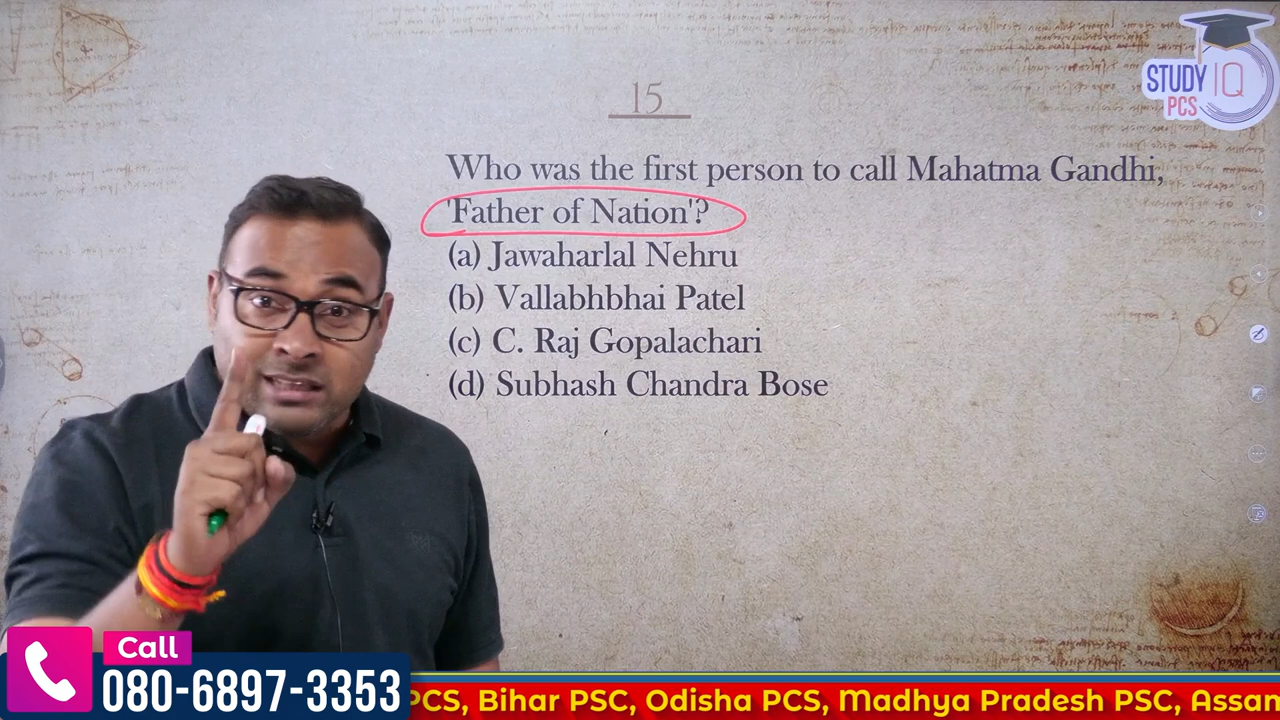 15
Who was the first person to call Mahatma Gandhi,
'Father of Nation'?
(a) Jawaharlal Nehru
(b) Vallabhbhai Patel
(c) C. Raj Gopalachari
(d) Subhash Chandra Bose
STUDY IQ
PCS
Call
080-6897-3353
PCS, Bihar PSC, Odisha PCS, Madhya Pradesh PSC, Assan